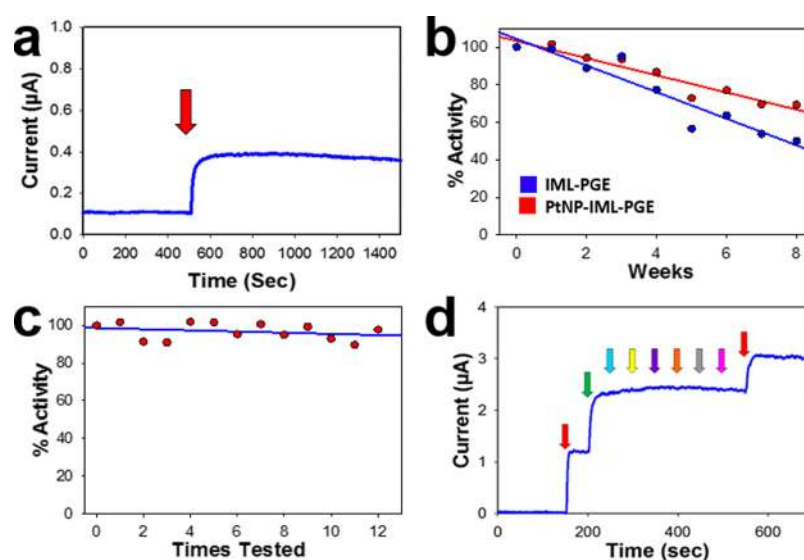 a
1.0
0.8
0.6
0.4
0.2
0.0
Current (µA)
0 200 400 600 800 1000 1200 1400
Time (Sec)
b
100
80
60
40
20
0
% Activity
IML-PGE
PtNP-IML-PGE
0 2 4 6 8
Weeks
c
100
80
60
40
20
0
% Activity
0 2 4 6 8 10 12
Times Tested
d
4
3
2
1
0
Current (µA)
0 200 400 600
Time (sec)